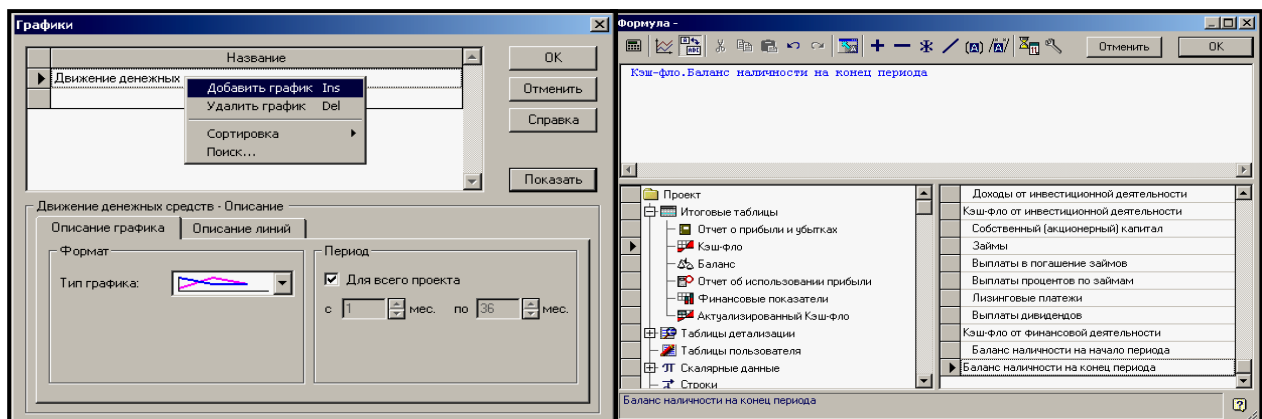 Графики
Название
Движение денежных
Добавить график Ins
Удалить график Del
Сортировка
Поиск...
OK
Отменить
Справка
Показать
Движение денежных средств - Описание
Описание графика
Описание линий
Формат
Тип графика:
Период
Для всего проекта
с 1 мес. по 36 мес.
Формула -
Отменить
OK
Кэш-фло.Баланс наличности на конец периода
Проект
Итоговые таблицы
Отчет о прибыли и убытках
Кэш-фло
Баланс
Отчет об использовании прибыли
Финансовые показатели
Актуализированный Кэш-фло
Таблицы детализации
Таблицы пользователя
Скалярные данные
Строки
Доходы от инвестиционной деятельности
Кэш-фло от инвестиционной деятельности
Собственный (акционерный) капитал
Займы
Выплаты в погашение займов
Выплаты процентов по займам
Лизинговые платежи
Выплаты дивидендов
Кэш-фло от финансовой деятельности
Баланс наличности на начало периода
Баланс наличности на конец периода
Баланс наличности на конец периода